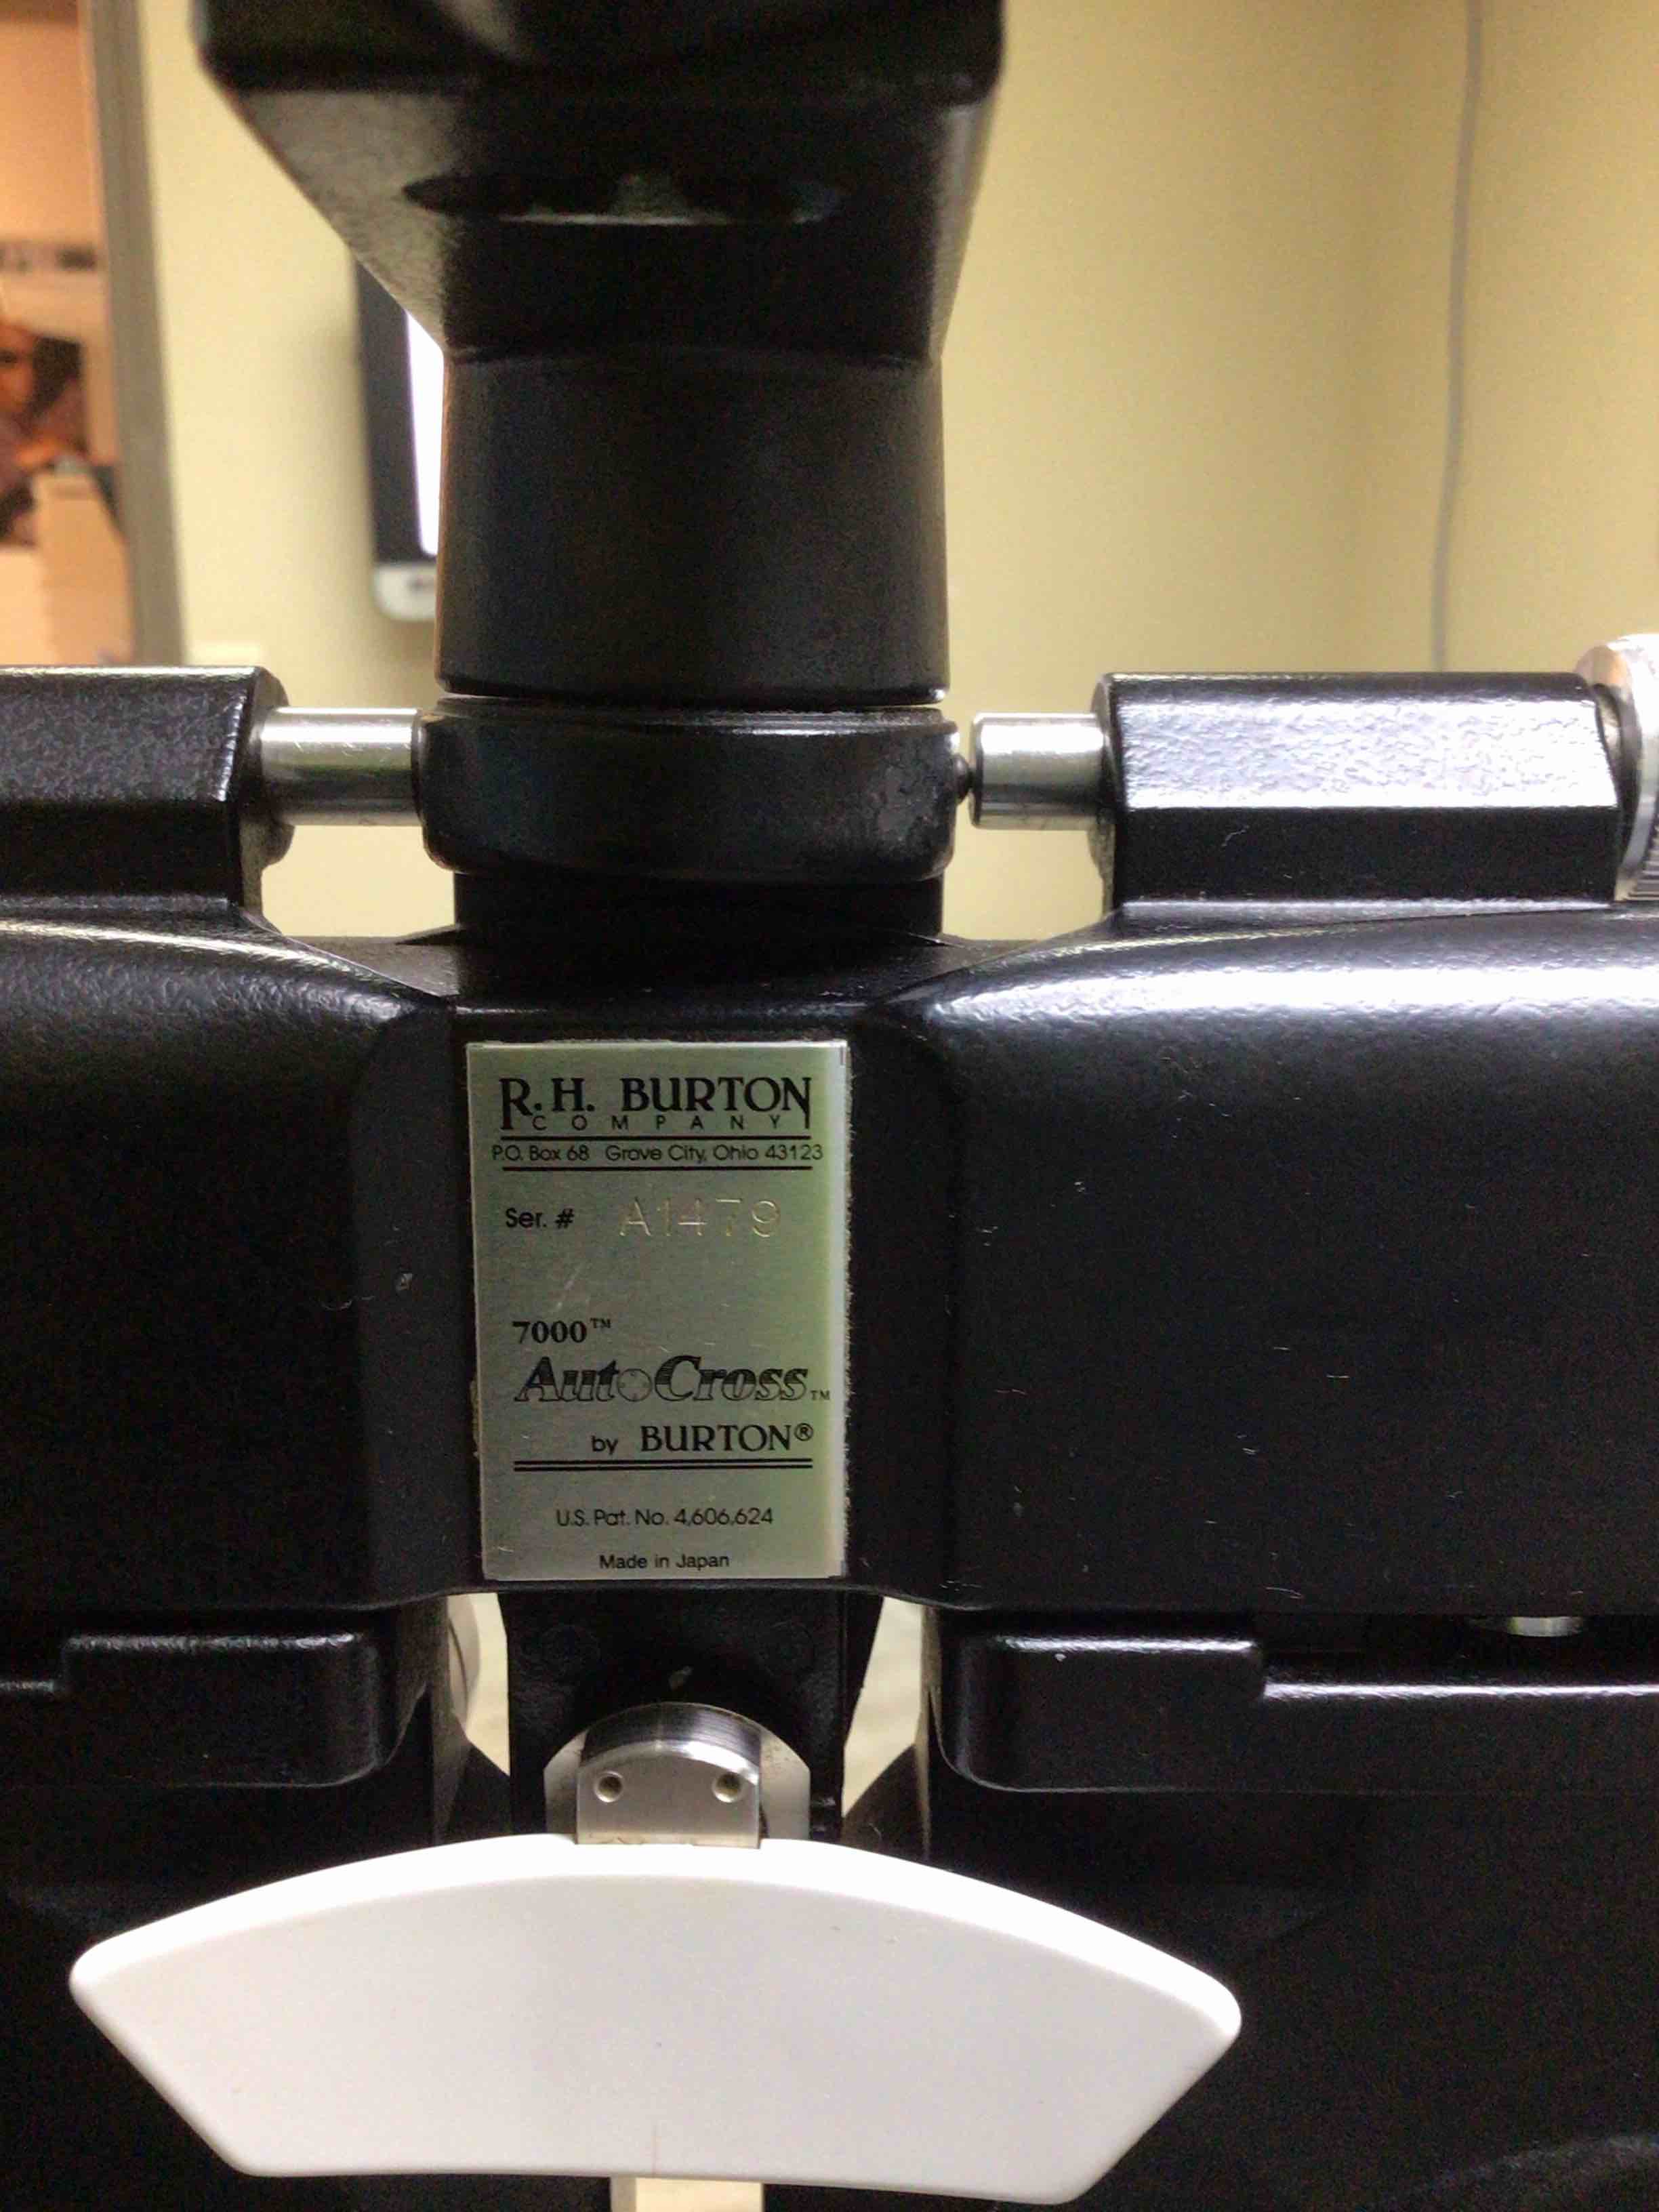 R.H. BURTON
COMPANY
P.O. Box 68 Grove City, Ohio 43123
Ser. # A1479
7000™
AutoCross™
by BURTON®
U.S. Pat. No. 4,606,624
Made in Japan